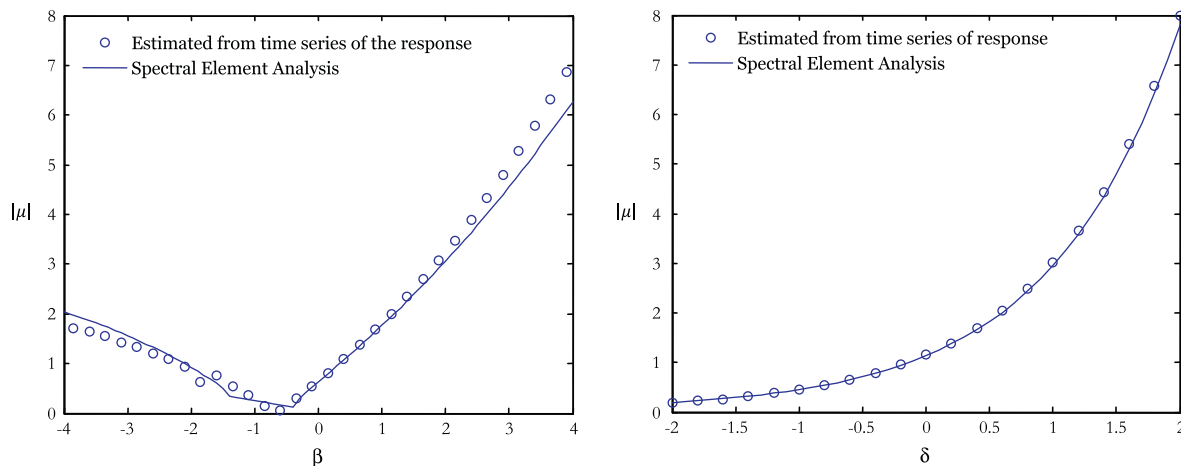 8
7
6
5
4
3
2
1
0
|μ|
Estimated from time series of the response
Spectral Element Analysis
-4 -3 -2 -1 0 1 2 3 4
β
8
7
6
5
4
3
2
1
0
|μ|
Estimated from time series of response
Spectral Element Analysis
-2 -1.5 -1 -0.5 0 0.5 1 1.5 2
δ